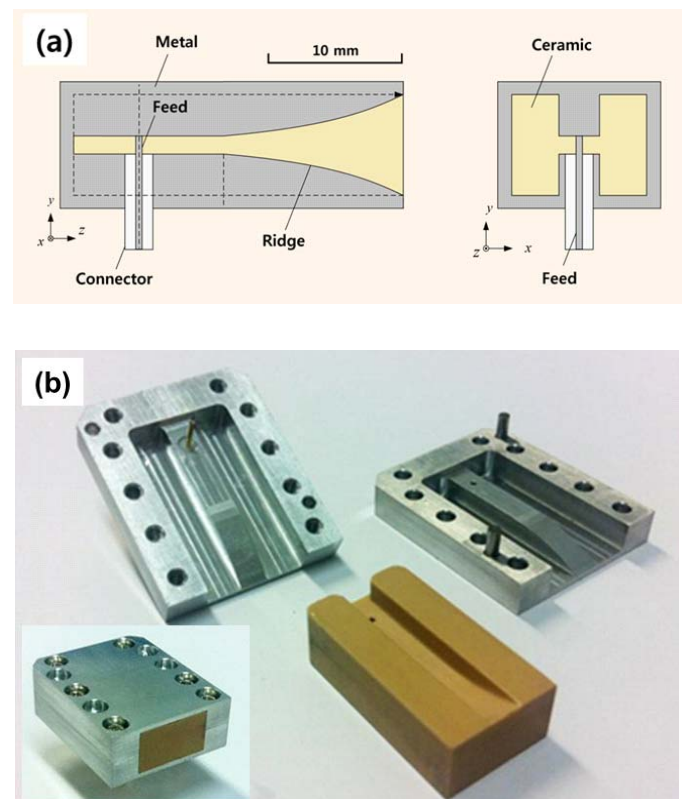 (a)
Metal
10 mm
Ceramic
Feed
y
x
z
Ridge
Connector
y
z
x
Feed
(b)